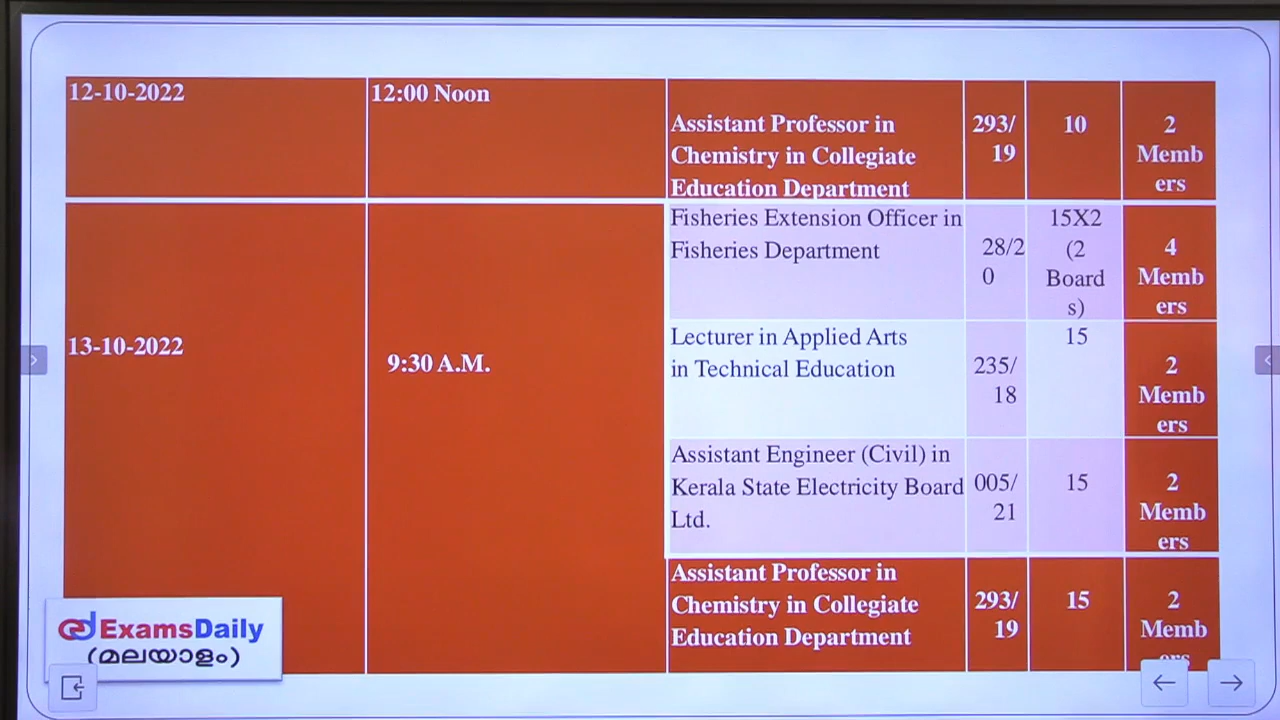 12-10-2022
12:00 Noon
Assistant Professor in
Chemistry in Collegiate
Education Department
293/
19
10
2
Memb
ers
13-10-2022
9:30 A.M.
Fisheries Extension Officer in
Fisheries Department
28/2
0
15X2
(2
Board
s)
4
Memb
ers
Lecturer in Applied Arts
in Technical Education
235/
18
15
2
Memb
ers
Assistant Engineer (Civil) in
Kerala State Electricity Board
Ltd.
005/
21
15
2
Memb
ers
Assistant Professor in
Chemistry in Collegiate
Education Department
293/
19
15
2
Memb
ers
ExamsDaily
(മലയാളം)